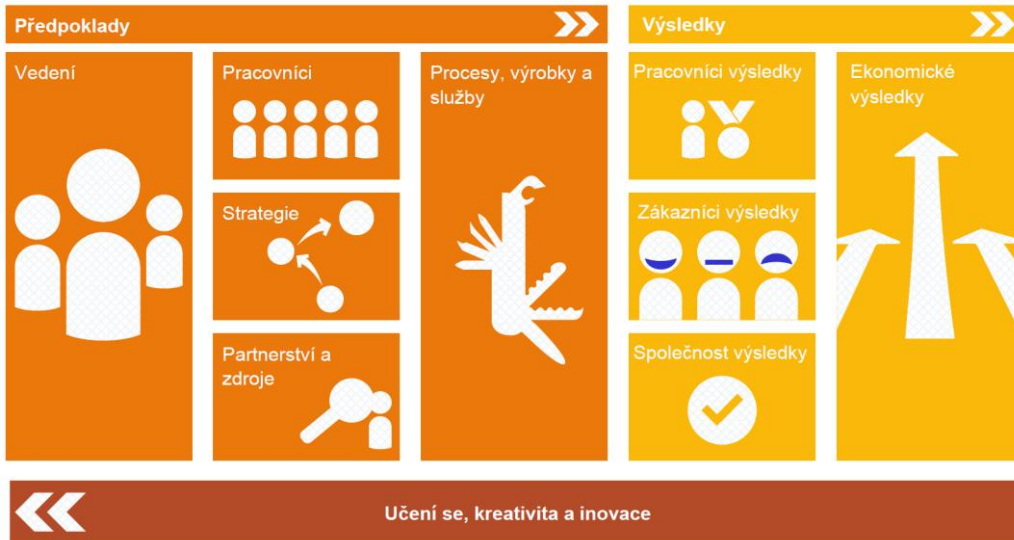 Předpoklady
Výsledky
Vedení
Pracovníci
Procesy, výrobky a
služby
Pracovníci výsledky
Ekonomické
výsledky
Strategie
Zákazníci výsledky
Partnerství a
zdroje
Společnost výsledky
Učení se, kreativita a inovace